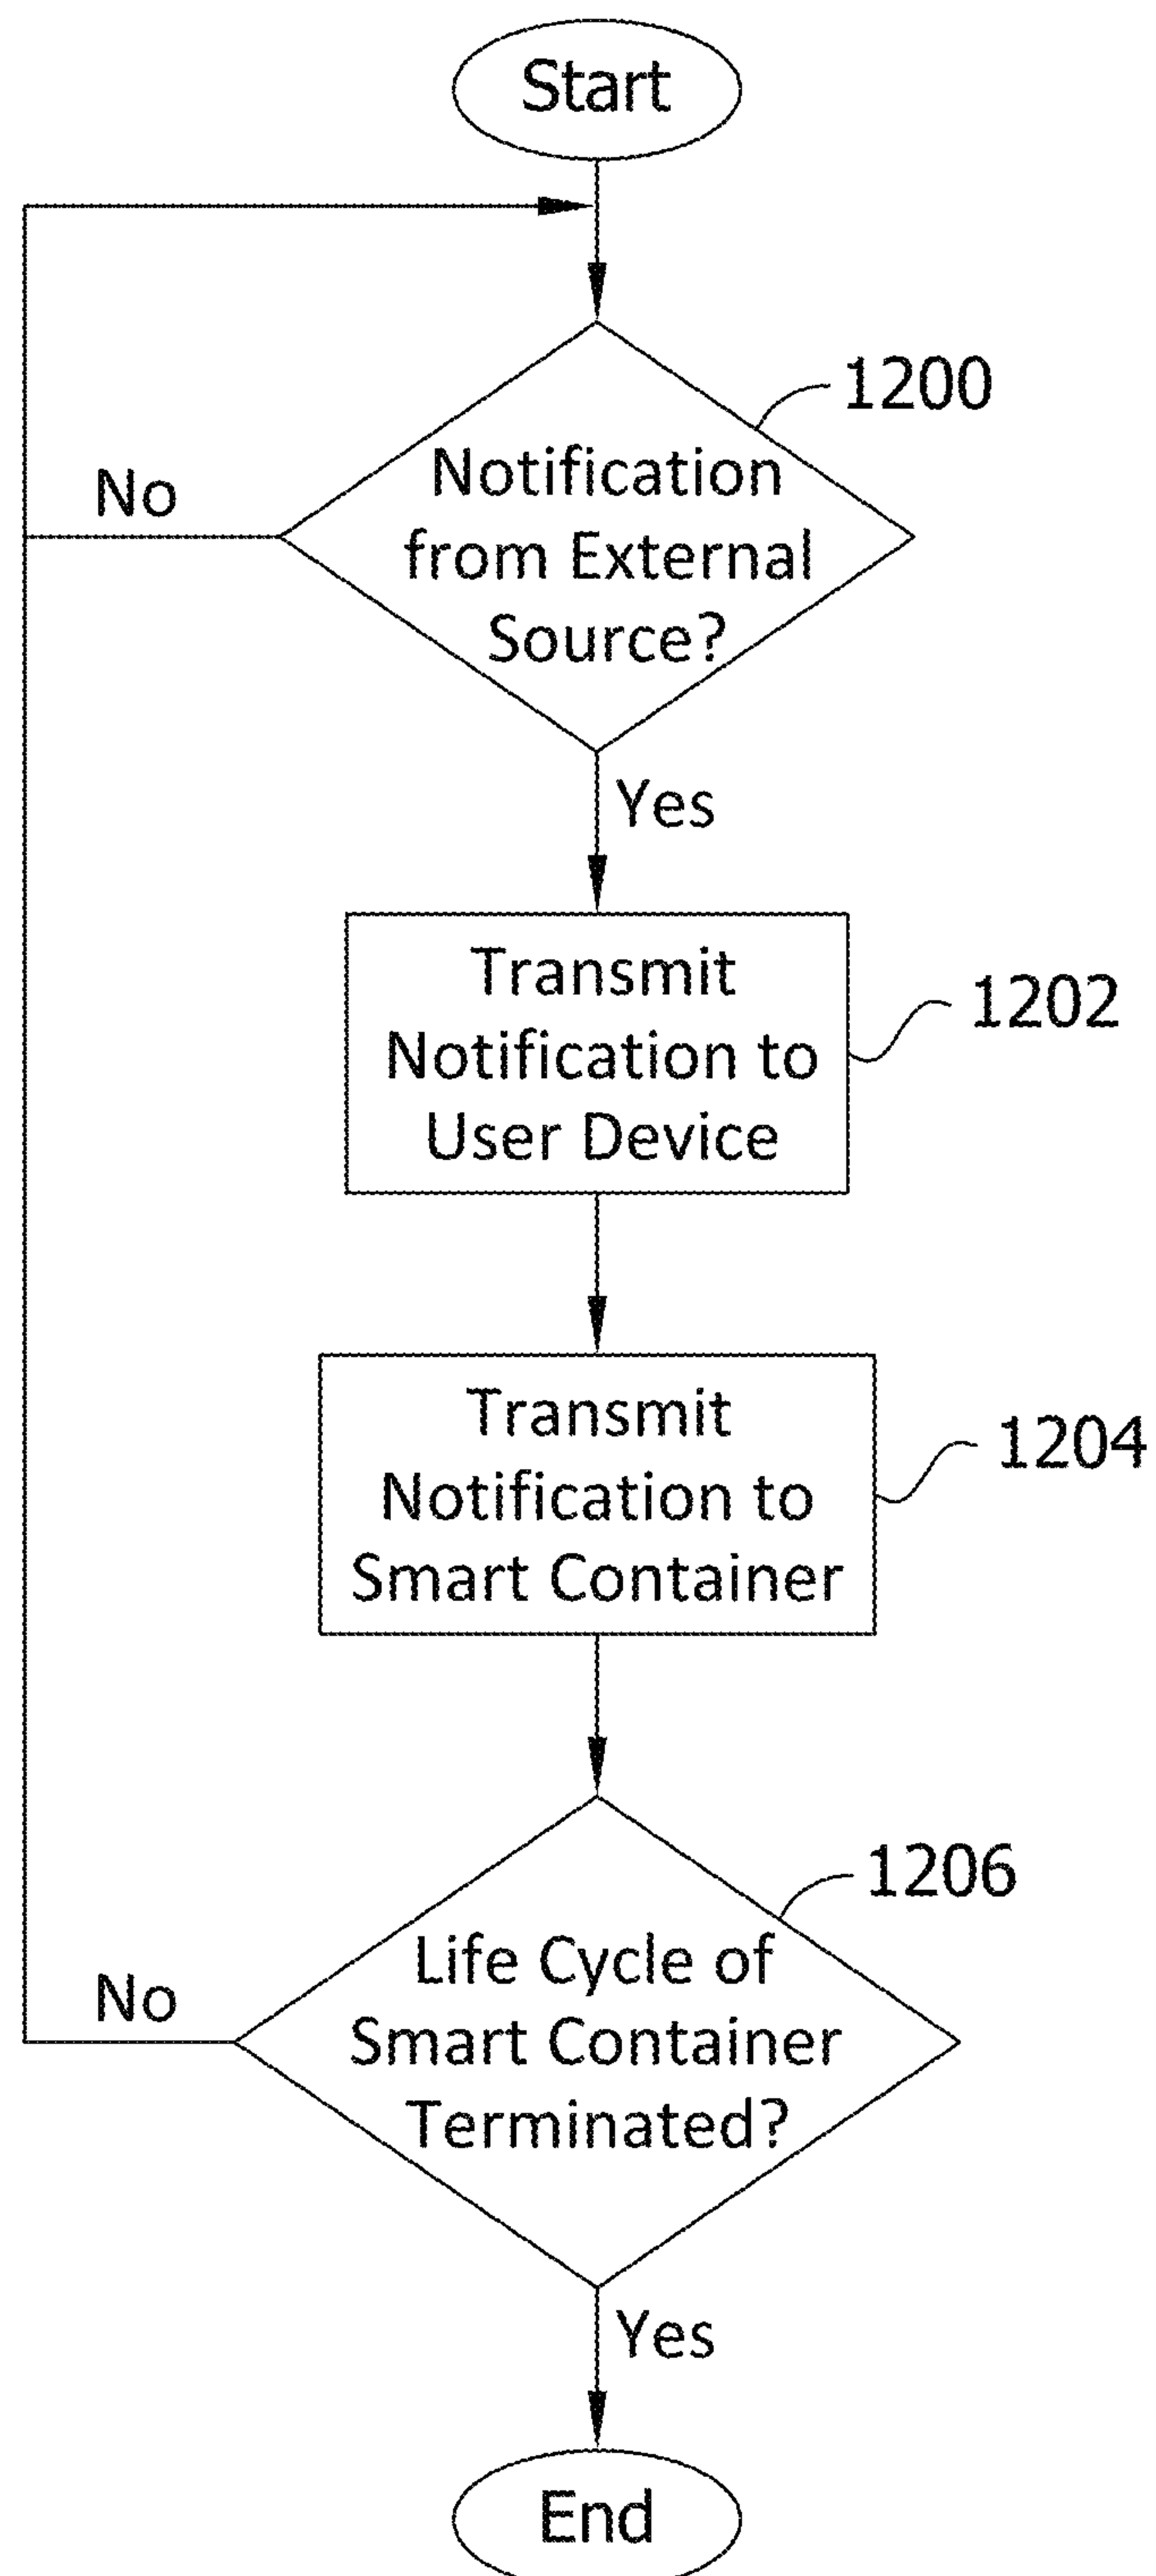 Start
1200
Notification
from External
Source?
No
Yes
Transmit
Notification to
User Device
1202
Transmit
Notification to
Smart Container
1204
1206
Life Cycle of
Smart Container
Terminated?
No
Yes
End